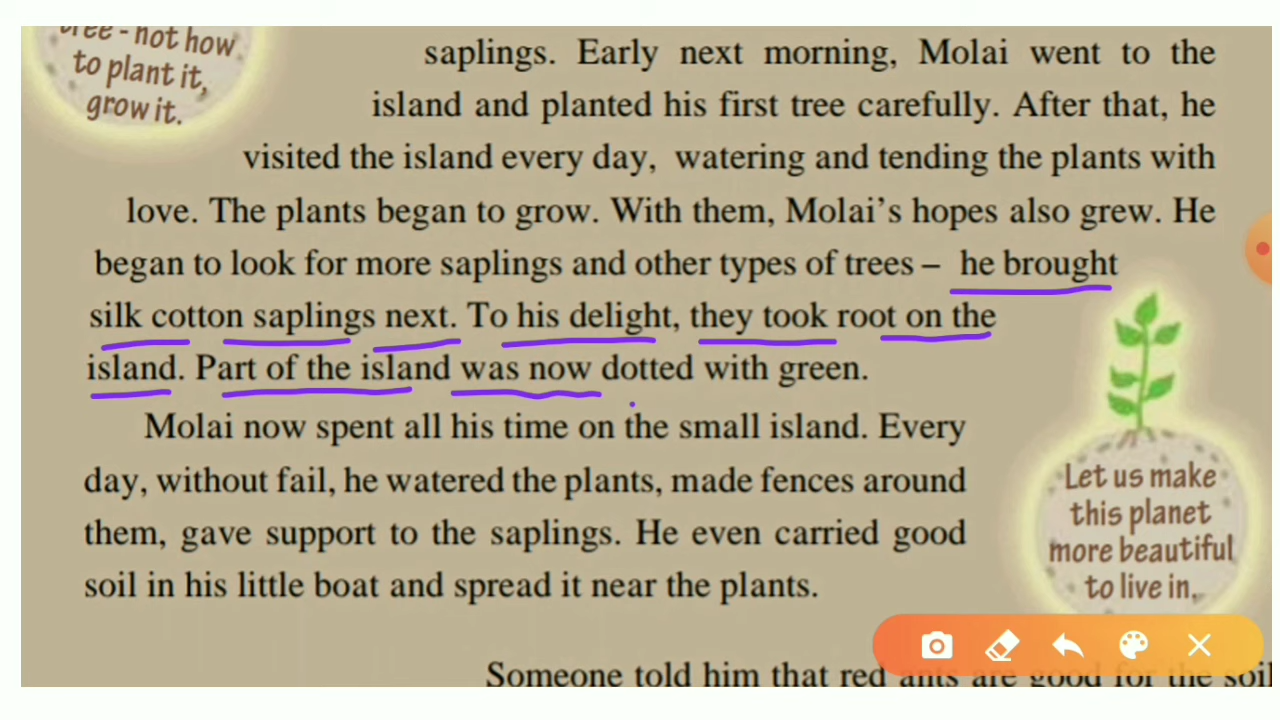 tree - not how
to plant it,
grow it.
saplings. Early next morning, Molai went to the
island and planted his first tree carefully. After that, he
visited the island every day, watering and tending the plants with
love. The plants began to grow. With them, Molai's hopes also grew. He
began to look for more saplings and other types of trees – he brought
silk cotton saplings next. To his delight, they took root on the
island. Part of the island was now dotted with green.
Molai now spent all his time on the small island. Every
day, without fail, he watered the plants, made fences around
them, gave support to the saplings. He even carried good
soil in his little boat and spread it near the plants.
Let us make
this planet
more beautiful
to live in.
Someone told him that red ants are good for the soil